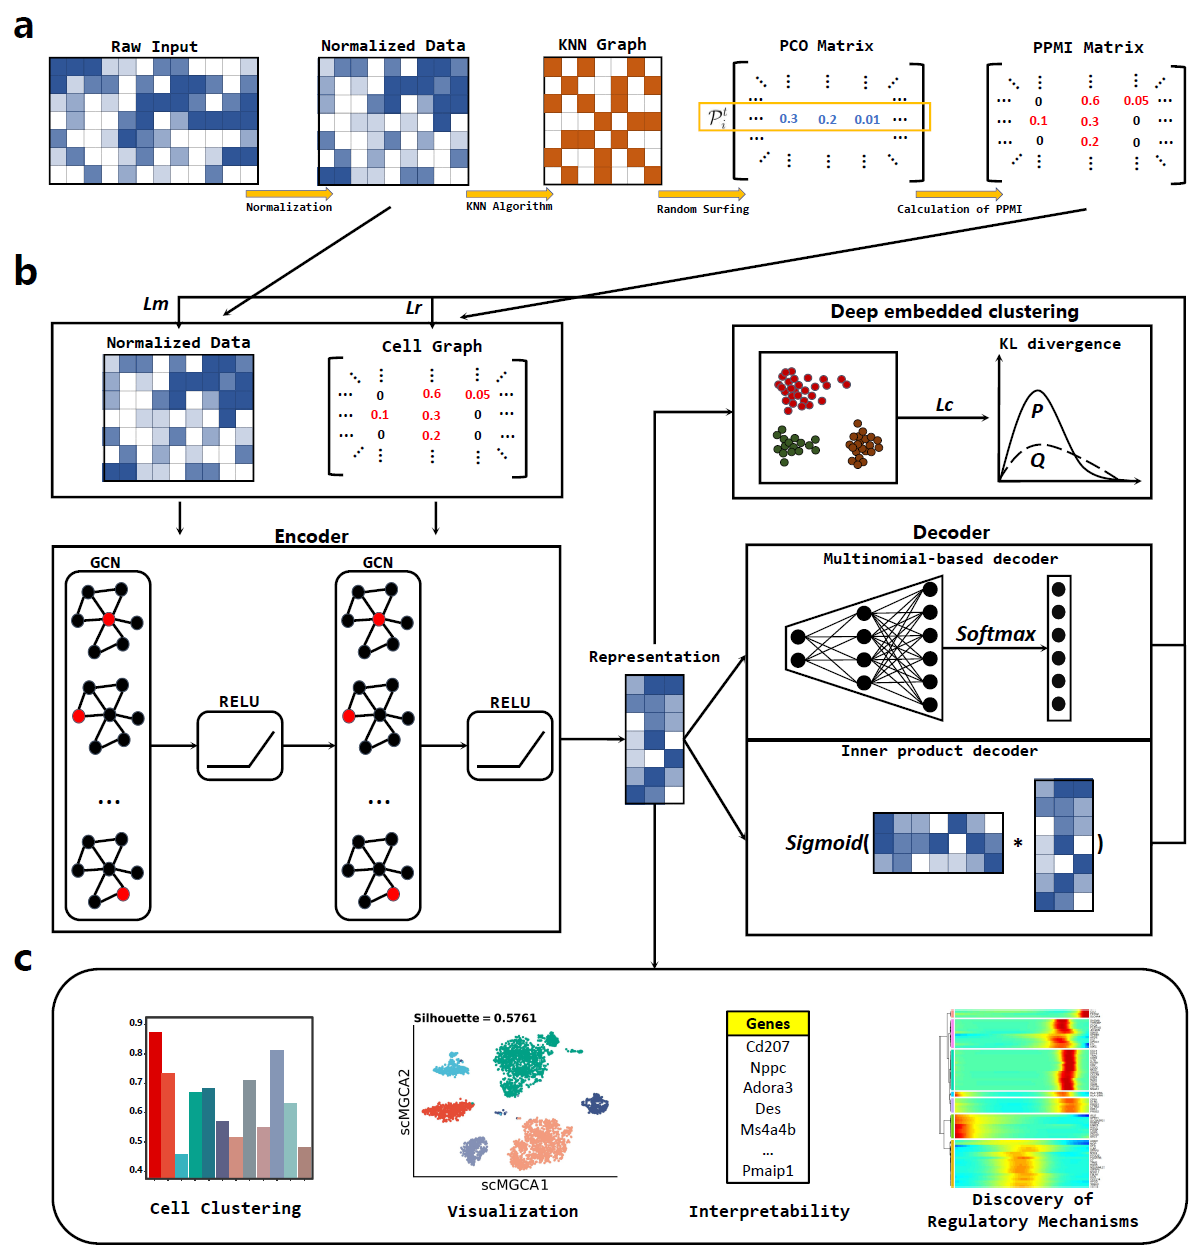 a
Raw Input
Normalized Data
KNN Graph
PCO Matrix
PPMI Matrix
⋱ ⋮ ⋮ ⋮ ⋰
... ...
𝒫ᵢᵗ ... 0.3 0.2 0.01 ...
... ...
⋰ ⋮ ⋮ ⋮ ⋱
⋱ ⋮ ⋮ ⋮ ⋰
... 0 0.6 0.05 ...
... 0.1 0.3 0 ...
... 0 0.2 0 ...
⋰ ⋮ ⋮ ⋮ ⋱
Normalization
KNN Algorithm
Random Surfing
Calculation of PPMI
b
Lm
Lr
Normalized Data
Cell Graph
⋱ ⋮ ⋮ ⋮ ⋰
... 0 0.6 0.05 ...
... 0.1 0.3 0 ...
... 0 0.2 0 ...
⋰ ⋮ ⋮ ⋮ ⋱
Deep embedded clustering
KL divergence
Lc
P
Q
Encoder
GCN
GCN
RELU
RELU
...
...
Representation
Decoder
Multinomial-based decoder
Softmax
Inner product decoder
Sigmoid( * )
c
0.9
0.8
0.7
0.6
0.5
0.4
Cell Clustering
Silhouette = 0.5761
scMGCA2
scMGCA1
Visualization
Genes
Cd207
Nppc
Adora3
Des
Ms4a4b
...
Pmaip1
Interpretability
Discovery of
Regulatory Mechanisms